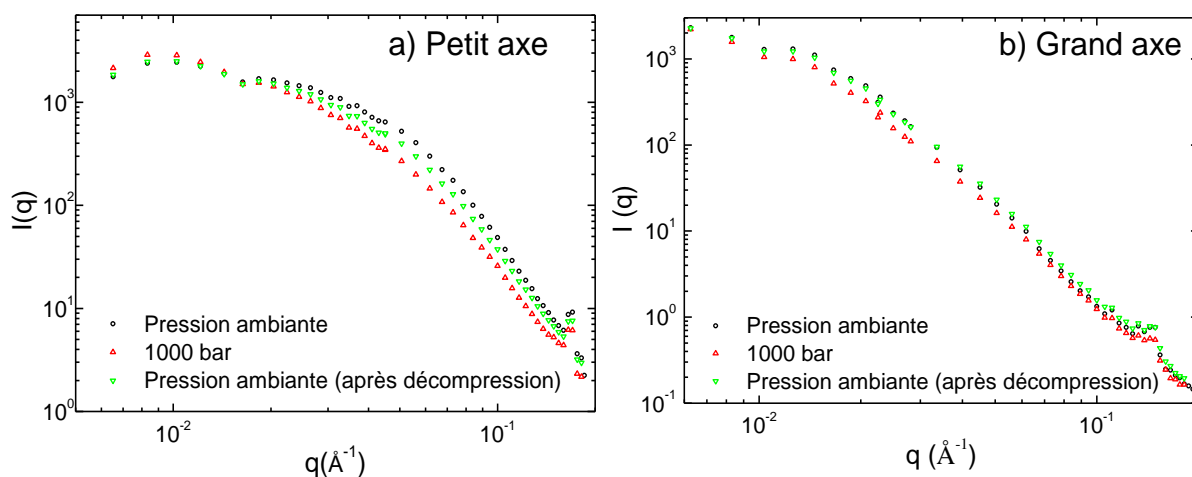 a) Petit axe
10³
10²
10¹
10⁰
I(q)
Pression ambiante
1000 bar
Pression ambiante (après décompression)
10⁻²
10⁻¹
q(Å⁻¹)
b) Grand axe
10³
10²
10¹
10⁰
10⁻¹
I (q)
Pression ambiante
1000 bar
Pression ambiante (après décompression)
10⁻²
10⁻¹
q (Å⁻¹)